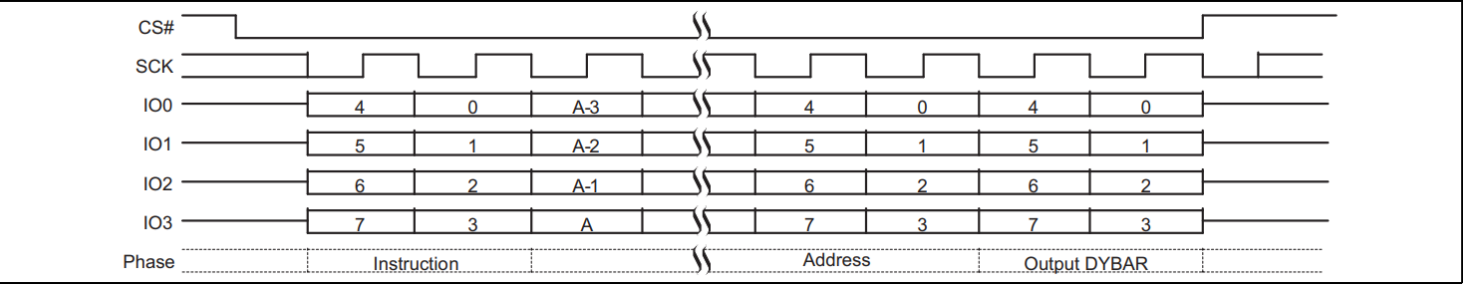 CS#
SCK
IO0 4 0 A-3 4 0 4 0
IO1 5 1 A-2 5 1 5 1
IO2 6 2 A-1 6 2 6 2
IO3 7 3 A 7 3 7 3
Phase Instruction Address Output DYBAR